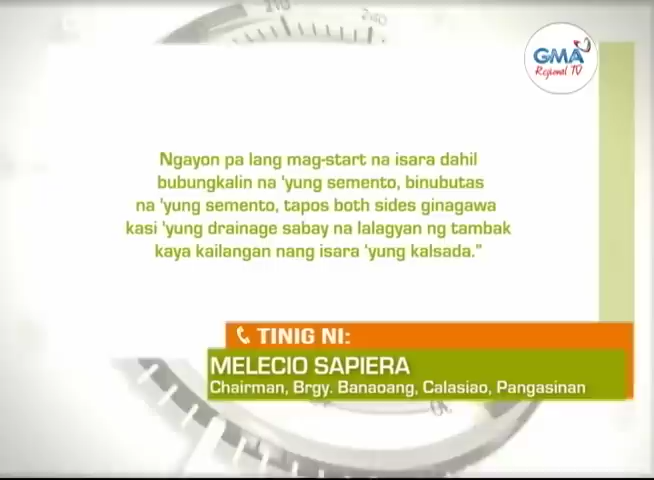 210
240
GMA
Regional TV
Ngayon pa lang mag-start na isara dahil
bubungkalin na 'yung semento, binubutas
na 'yung semento, tapos both sides ginagawa
kasi 'yung drainage sabay na lalagyan ng tambak
kaya kailangan nang isara 'yung kalsada."
TINIG NI:
MELECIO SAPIERA
Chairman, Brgy. Banaoang, Calasiao, Pangasinan